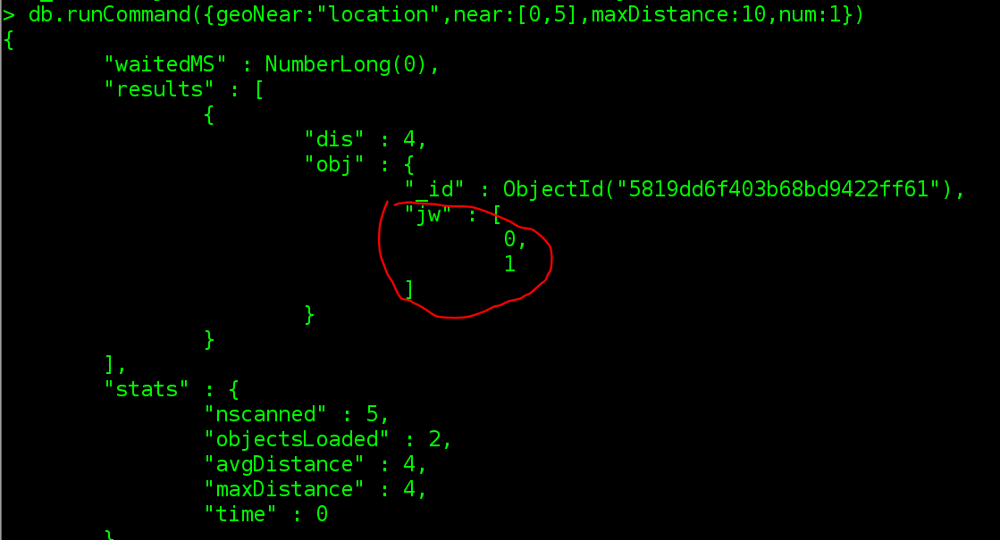 > db.runCommand({geoNear:"location",near:[0,5],maxDistance:10,num:1})
{
"waitedMS" : NumberLong(0),
"results" : [
{
"dis" : 4,
"obj" : {
"_id" : ObjectId("5819dd6f403b68bd9422ff61"),
"jw" : [
0,
1
]
}
}
],
"stats" : {
"nscanned" : 5,
"objectsLoaded" : 2,
"avgDistance" : 4,
"maxDistance" : 4,
"time" : 0
}